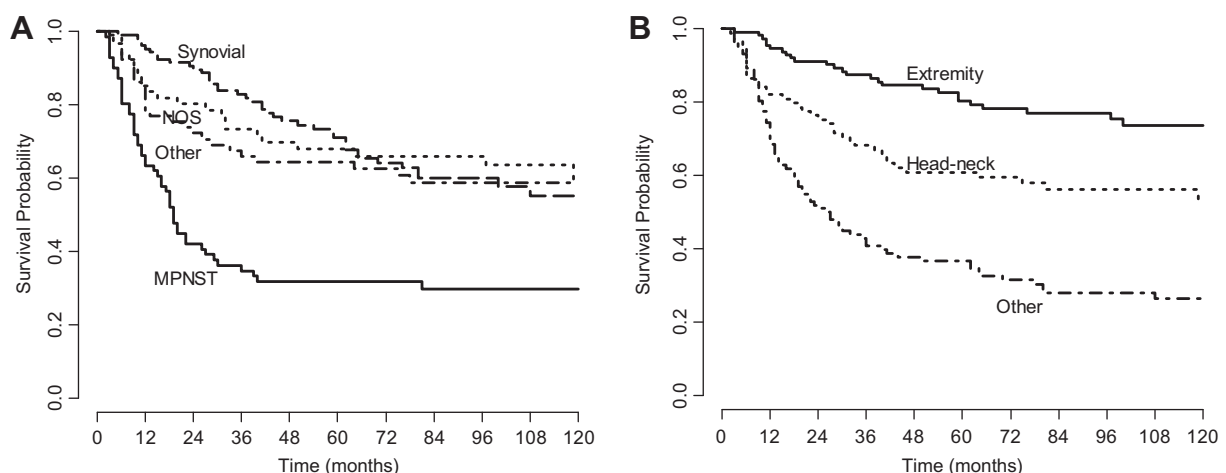 A
Survival Probability
1.0
0.8
0.6
0.4
0.2
0.0
Synovial
NOS
Other
MPNST
0 12 24 36 48 60 72 84 96 108 120
Time (months)
B
Survival Probability
1.0
0.8
0.6
0.4
0.2
0.0
Extremity
Head-neck
Other
0 12 24 36 48 60 72 84 96 108 120
Time (months)